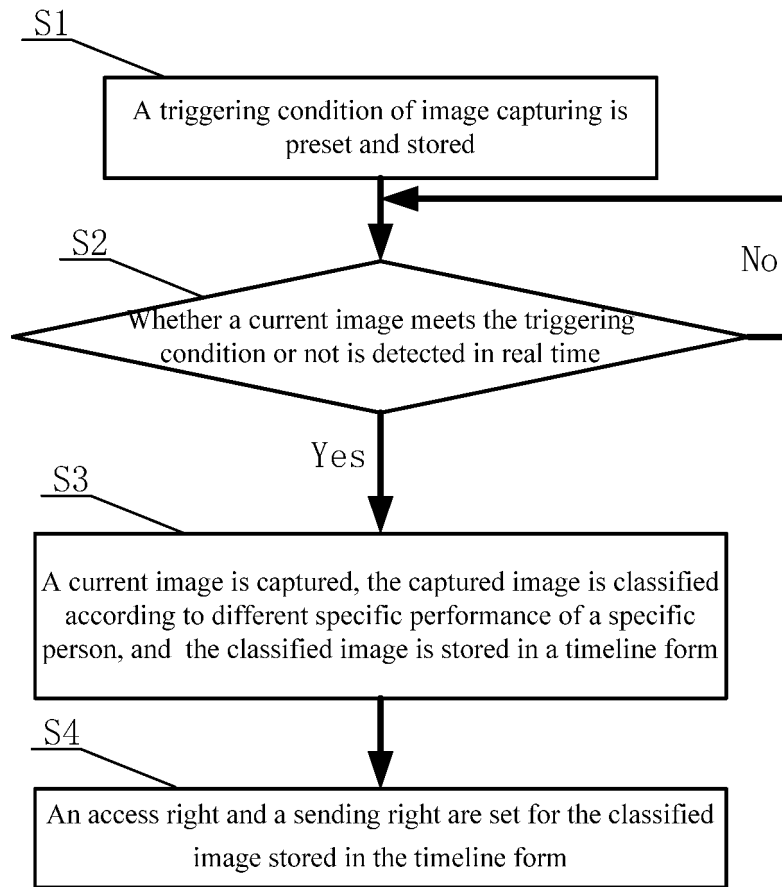 S1
A triggering condition of image capturing is
preset and stored
S2
No
Whether a current image meets the triggering
condition or not is detected in real time
Yes
S3
A current image is captured, the captured image is classified
according to different specific performance of a specific
person, and the classified image is stored in a timeline form
S4
An access right and a sending right are set for the classified
image stored in the timeline form